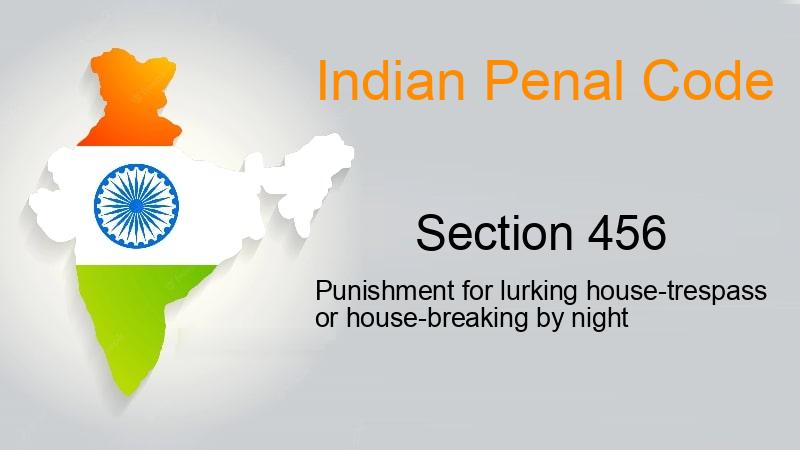 Indian Penal Code
Section 456
Punishment for lurking house-trespass
or house-breaking by night